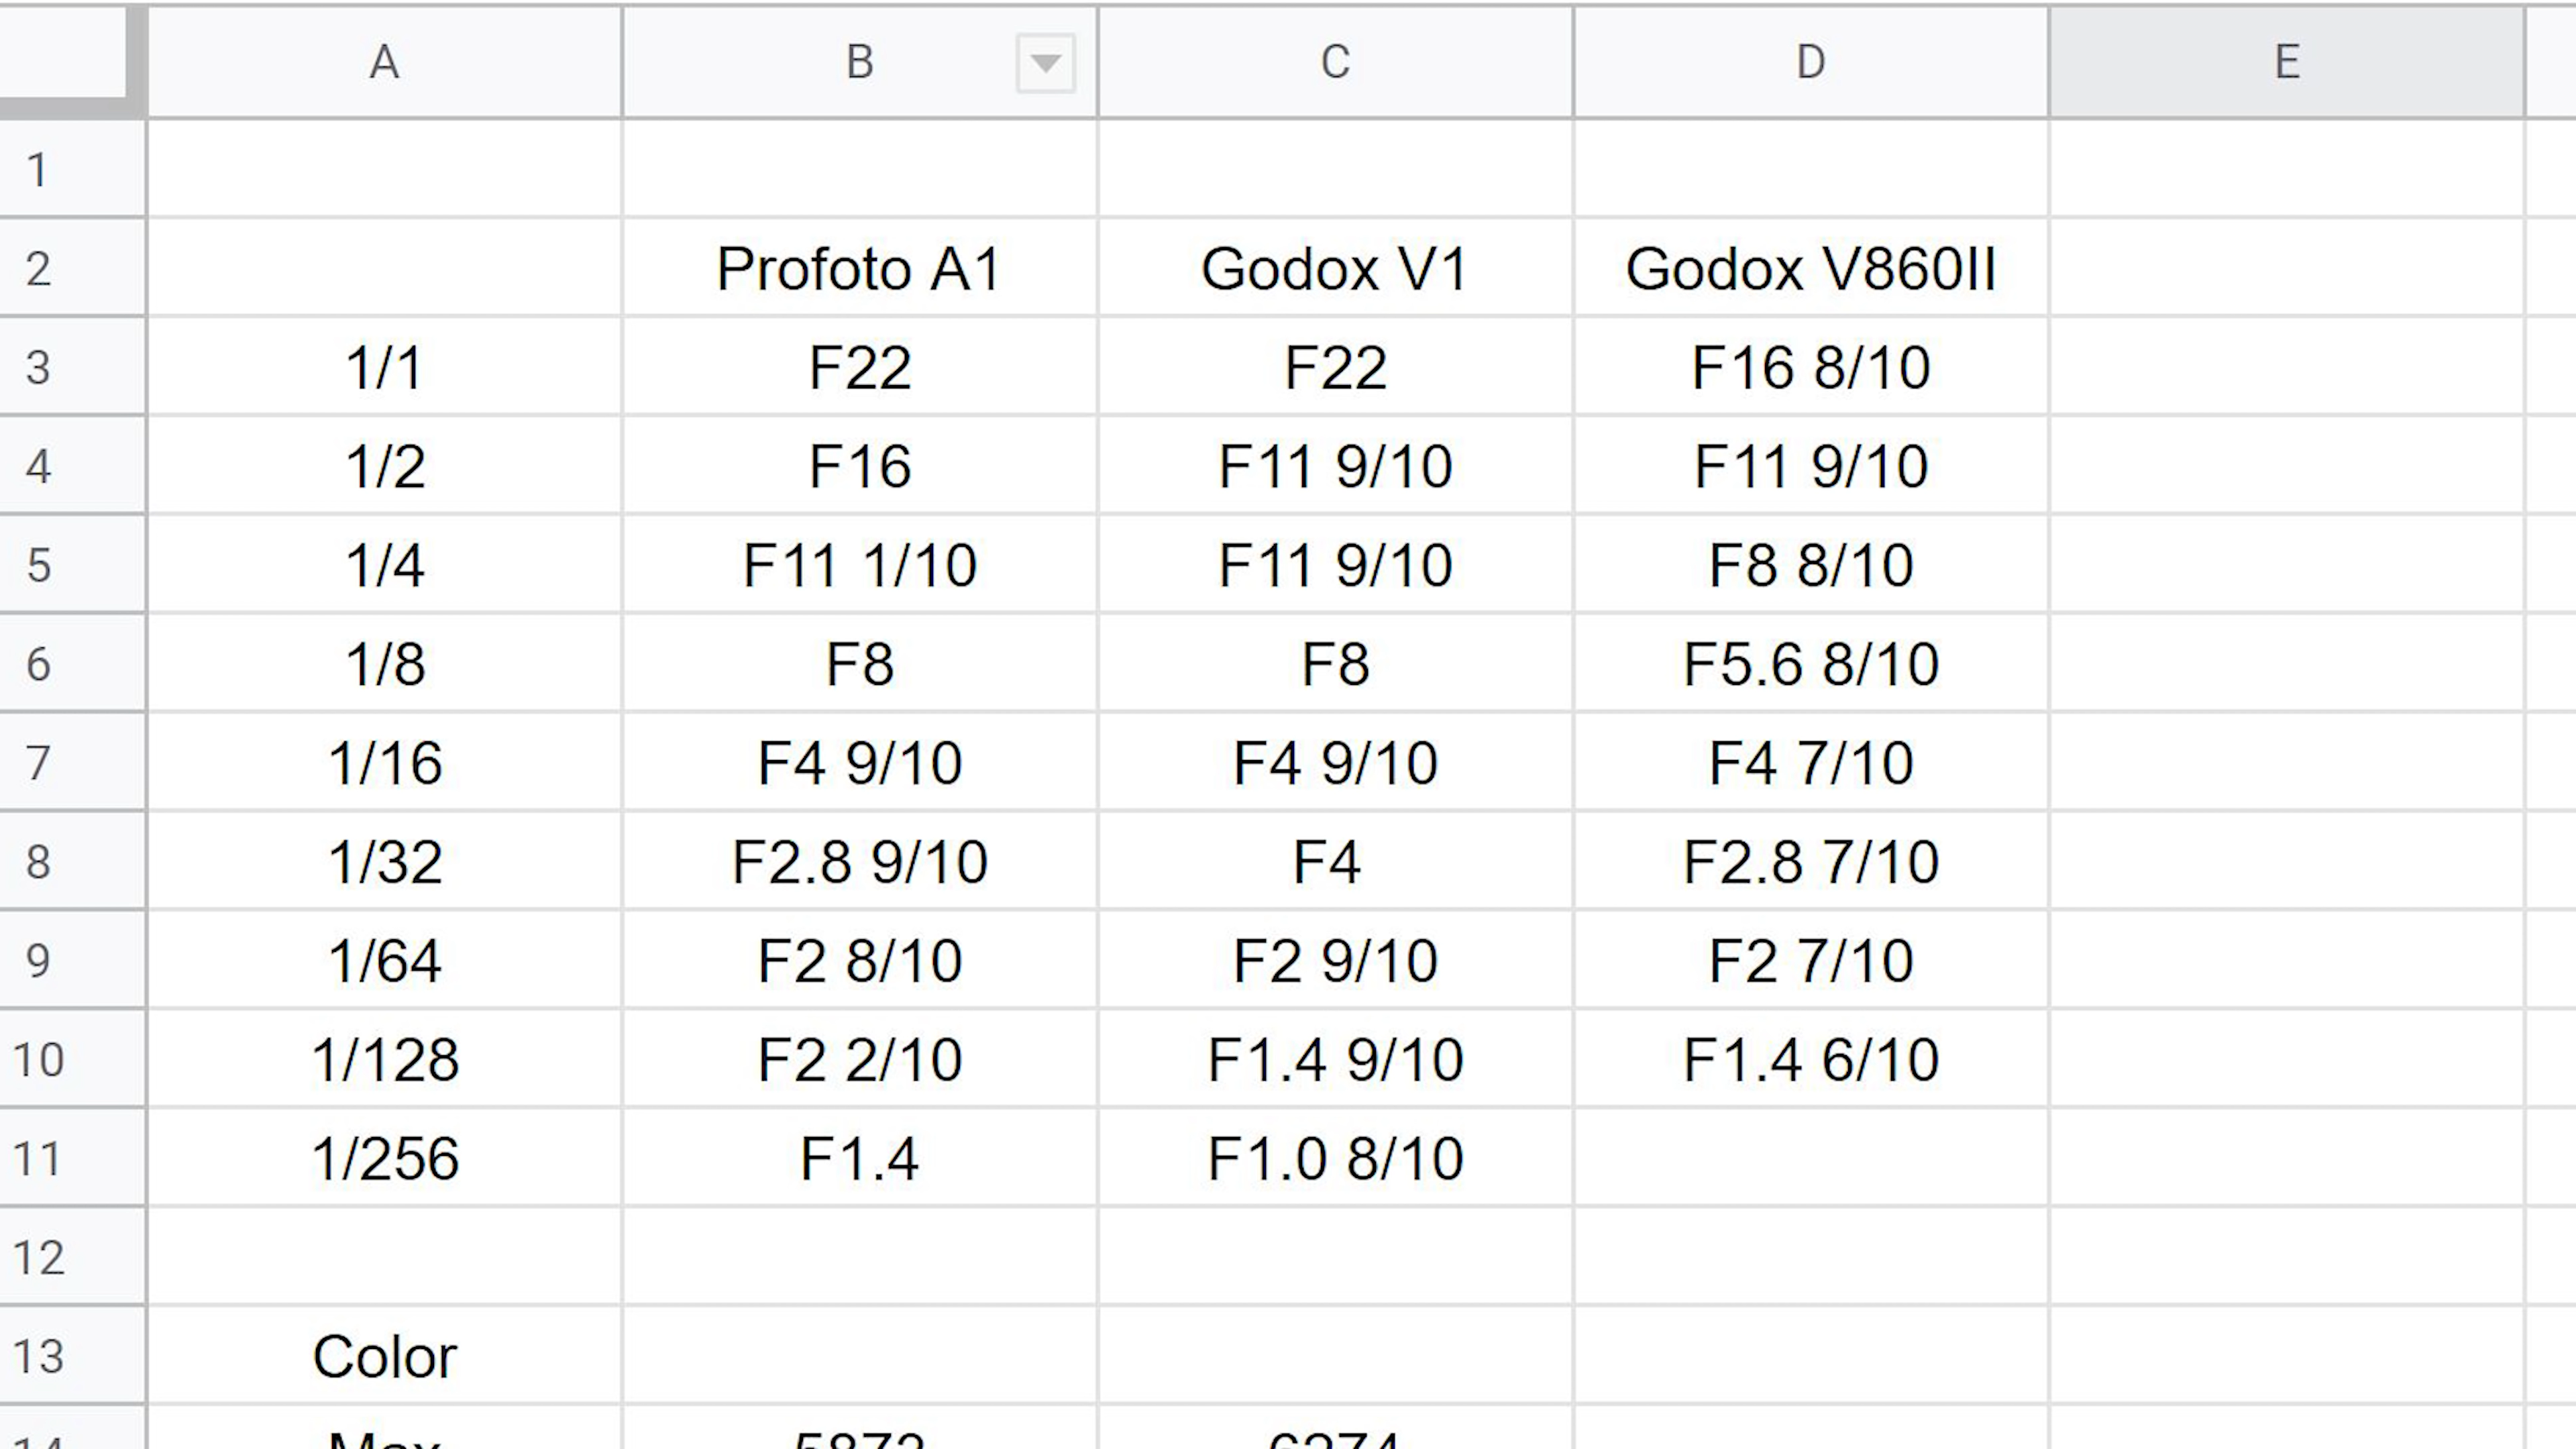 A B C D E
1
2 Profoto A1 Godox V1 Godox V860II
3 1/1 F22 F22 F16 8/10
4 1/2 F16 F11 9/10 F11 9/10
5 1/4 F11 1/10 F11 9/10 F8 8/10
6 1/8 F8 F8 F5.6 8/10
7 1/16 F4 9/10 F4 9/10 F4 7/10
8 1/32 F2.8 9/10 F4 F2.8 7/10
9 1/64 F2 8/10 F2 9/10 F2 7/10
10 1/128 F2 2/10 F1.4 9/10 F1.4 6/10
11 1/256 F1.4 F1.0 8/10
12
13 Color
14 Max 5873 6274